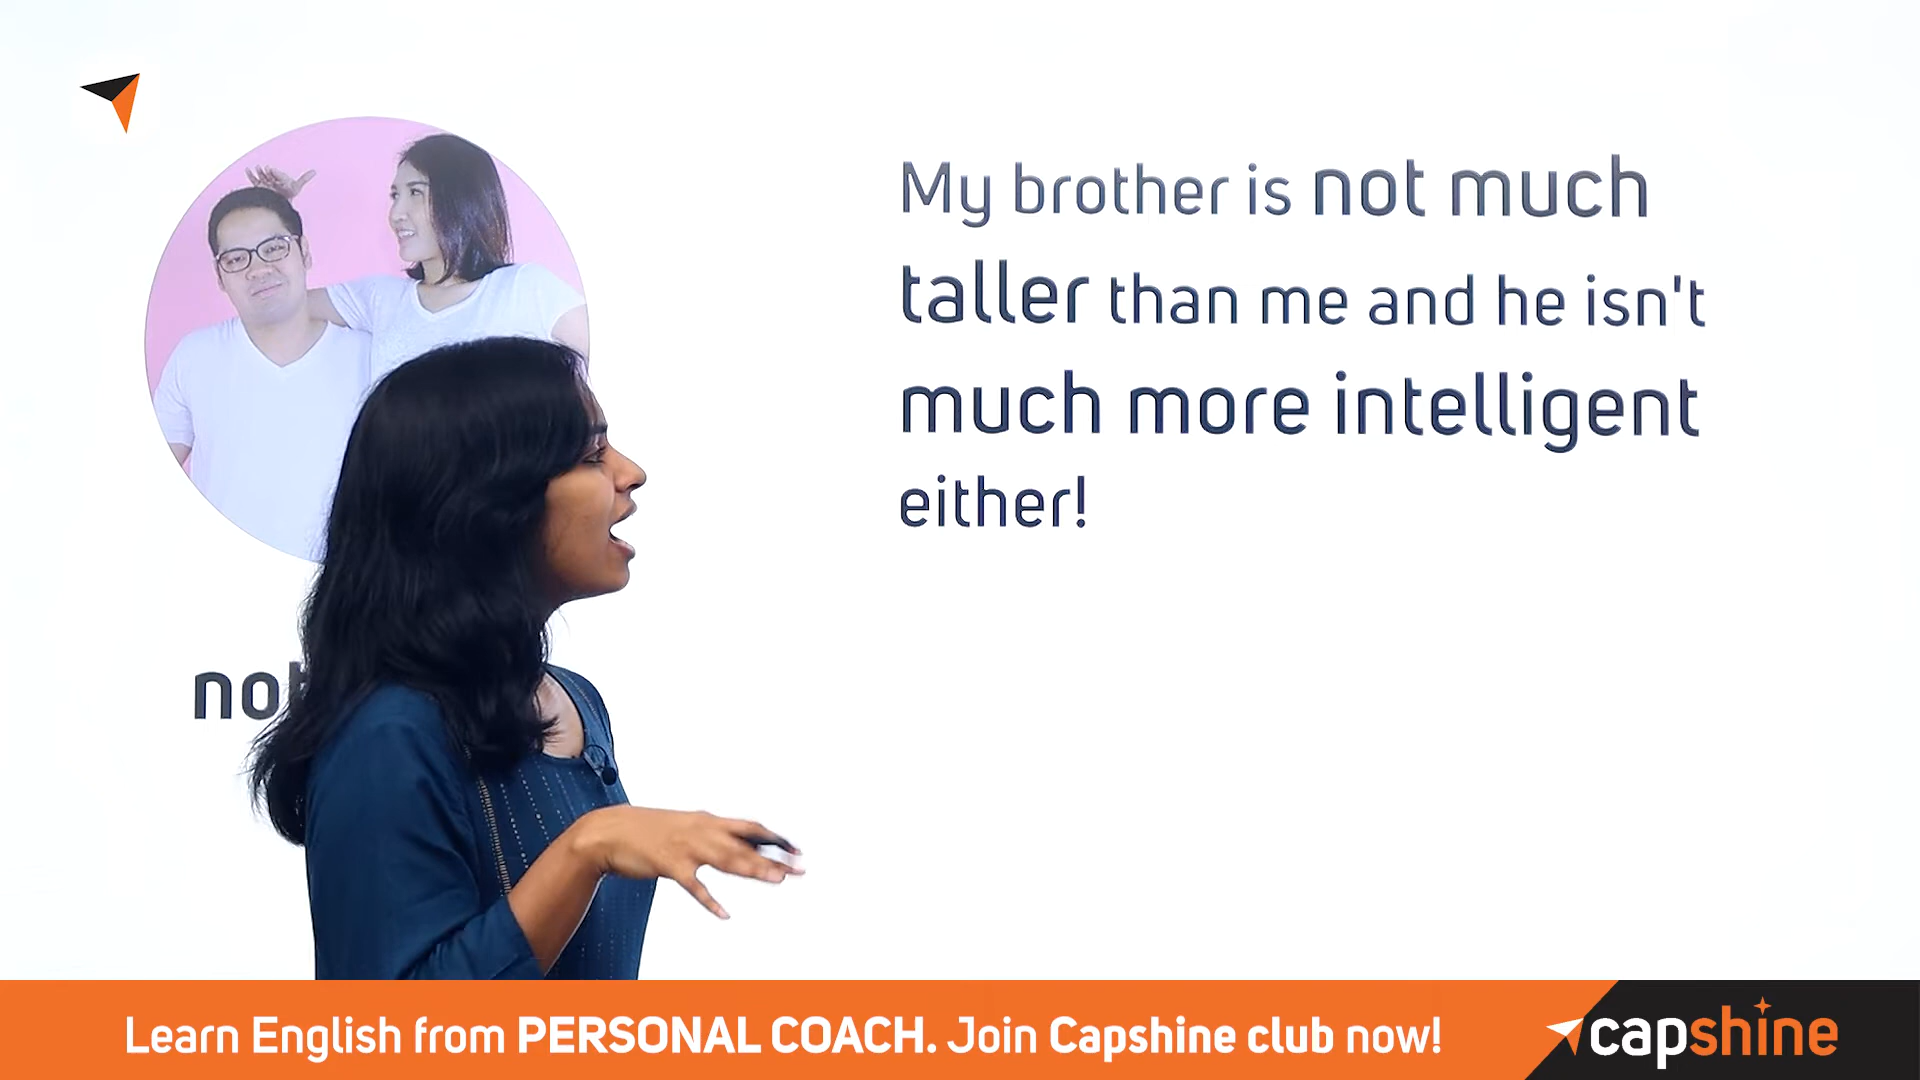 My brother is not much
taller than me and he isn't
much more intelligent
either!
Learn English from PERSONAL COACH. Join Capshine club now!
capshine